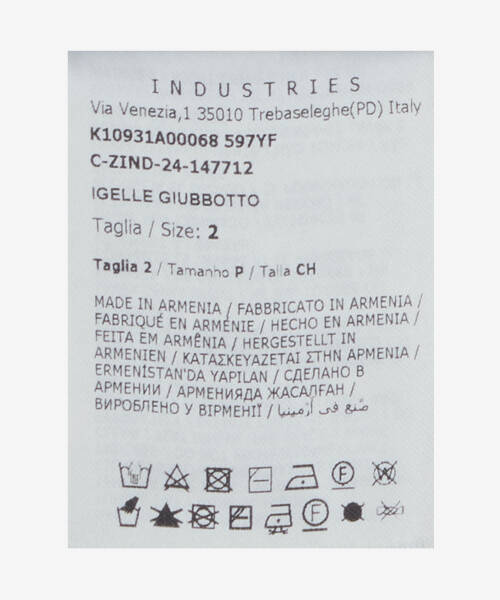 INDUSTRIES
Via Venezia,1 35010 Trebaseleghe(PD) Italy
K10931A00068 597YF
C-ZIND-24-147712
IGELLE GIUBBOTTO
Taglia / Size: 2
Taglia 2 / Tamanho P / Talla CH
MADE IN ARMENIA / FABBRICATO IN ARMENIA /
FABRIQUÉ EN ARMÉNIE / HECHO EN ARMENIA /
FEITA EM ARMÊNIA / HERGESTELLT IN
ARMENIEN / ΚΑΤΑΣΚΕΥΑΖΕΤΑΙ ΣΤΗΝ ΑΡΜΕΝΙΑ /
ERMENİSTAN'DA YAPILAN / СДЕЛАНО В
АРМЕНИИ / АРМЕНИЯДА ЖАСАЛҒАН /
ВИРОБЛЕНО У ВІРМЕНІЇ / صُنع في أرمينيا
F W
F